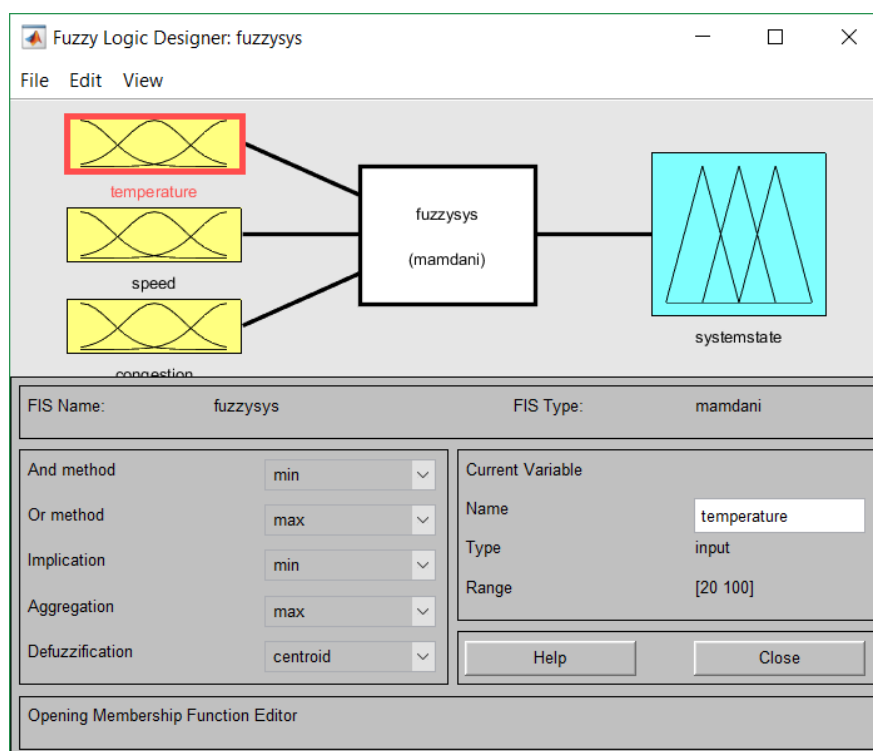 Fuzzy Logic Designer: fuzzysys
File Edit View
temperature
speed
congestion
fuzzysys
(mamdani)
systemstate
FIS Name: fuzzysys FIS Type: mamdani
And method min
Or method max
Implication min
Aggregation max
Defuzzification centroid
Current Variable
Name temperature
Type input
Range [20 100]
Help Close
Opening Membership Function Editor